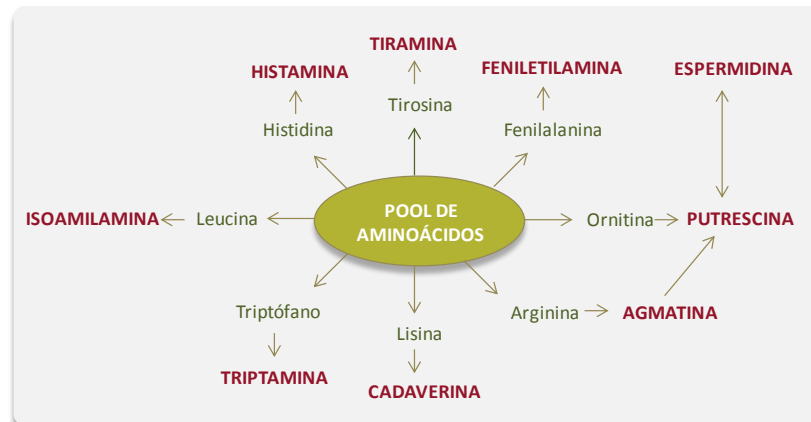 TIRAMINA
HISTAMINA
FENILETILAMINA
ESPERMIDINA
Tirosina
Histidina
Fenilalanina
ISOAMILAMINA
Leucina
POOL DE
AMINOÁCIDOS
Ornitina
PUTRESCINA
Triptófano
Lisina
Arginina
AGMATINA
TRIPTAMINA
CADAVERINA